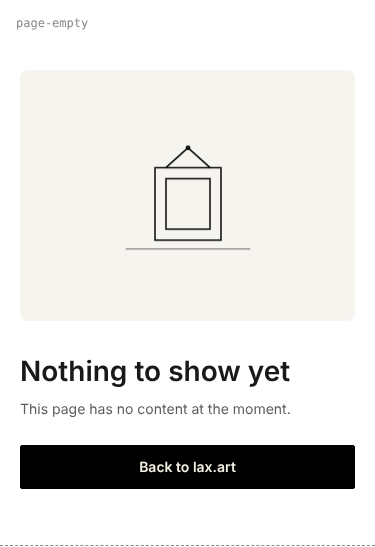 page-empty
Nothing to show yet
This page has no content at the moment.
Back to lax.art